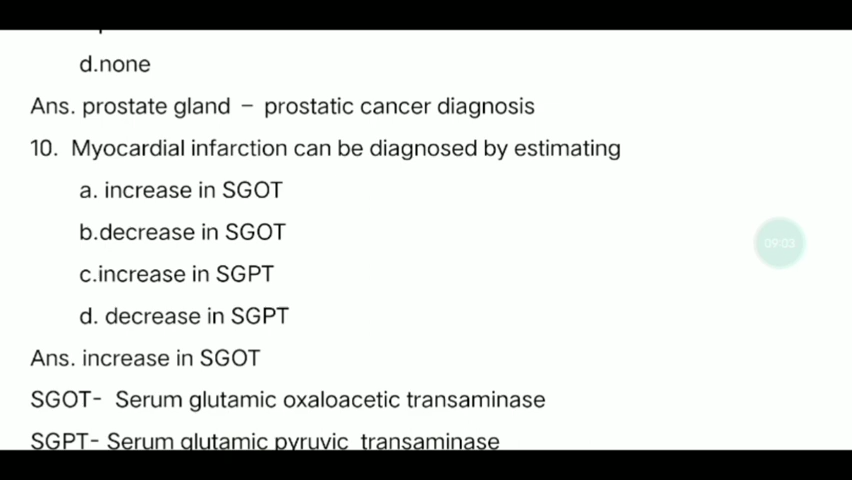 d.none
Ans. prostate gland – prostatic cancer diagnosis
10. Myocardial infarction can be diagnosed by estimating
a. increase in SGOT
b.decrease in SGOT
c.increase in SGPT
09:03
d. decrease in SGPT
Ans. increase in SGOT
SGOT- Serum glutamic oxaloacetic transaminase
SGPT- Serum glutamic pyruvic transaminase